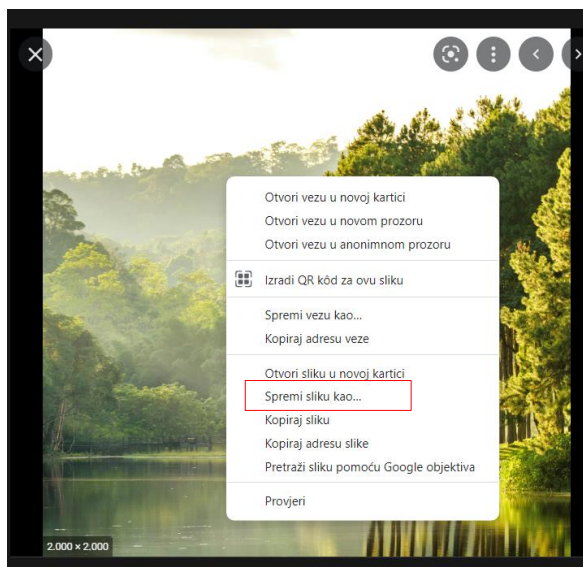 Otvori vezu u novoj kartici
Otvori vezu u novom prozoru
Otvori vezu u anonimnom prozoru
Izradi QR kôd za ovu sliku
Spremi vezu kao...
Kopiraj adresu veze
Otvori sliku u novoj kartici
Spremi sliku kao...
Kopiraj sliku
Kopiraj adresu slike
Pretraži sliku pomoću Google objektiva
Provjeri
2.000 × 2.000